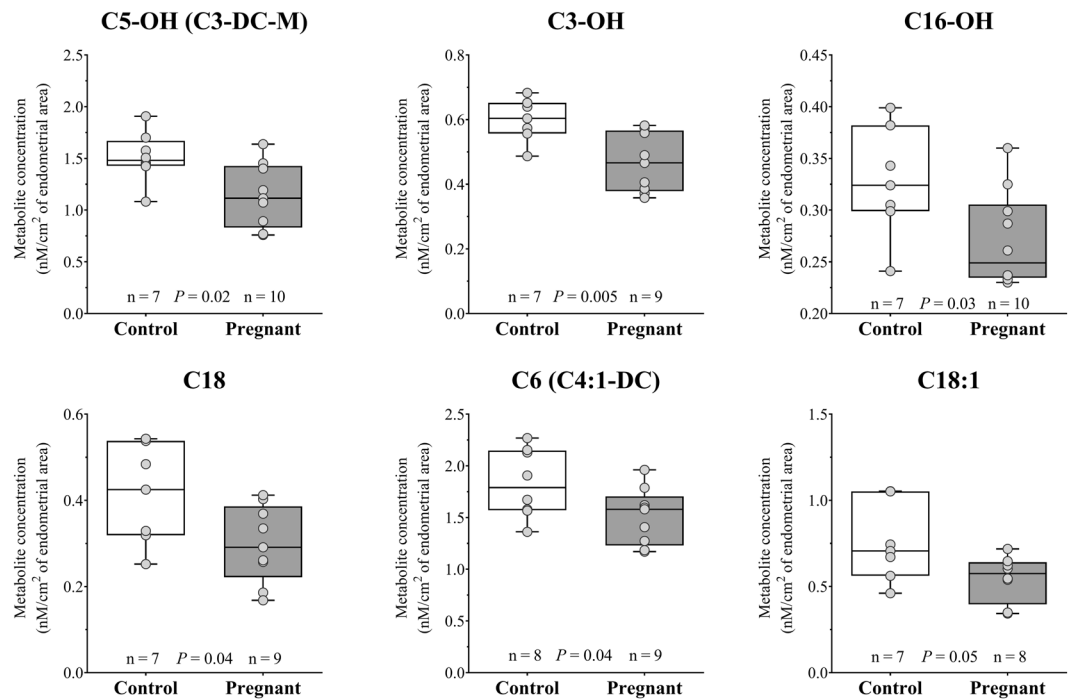 C5-OH (C3-DC-M)
Metabolite concentration
(nM/cm² of endometrial area)
2.5
2.0
1.5
1.0
0.5
0.0
n = 7 P = 0.02 n = 10
Control Pregnant
C3-OH
Metabolite concentration
(nM/cm² of endometrial area)
0.8
0.6
0.4
0.2
0.0
n = 7 P = 0.005 n = 9
Control Pregnant
C16-OH
Metabolite concentration
(nM/cm² of endometrial area)
0.45
0.40
0.35
0.30
0.25
0.20
n = 7 P = 0.03 n = 10
Control Pregnant
C18
Metabolite concentration
(nM/cm² of endometrial area)
0.6
0.4
0.2
0.0
n = 7 P = 0.04 n = 9
Control Pregnant
C6 (C4:1-DC)
Metabolite concentration
(nM/cm² of endometrial area)
2.5
2.0
1.5
1.0
0.5
0.0
n = 8 P = 0.04 n = 9
Control Pregnant
C18:1
Metabolite concentration
(nM/cm² of endometrial area)
1.5
1.0
0.5
0.0
n = 7 P = 0.05 n = 8
Control Pregnant